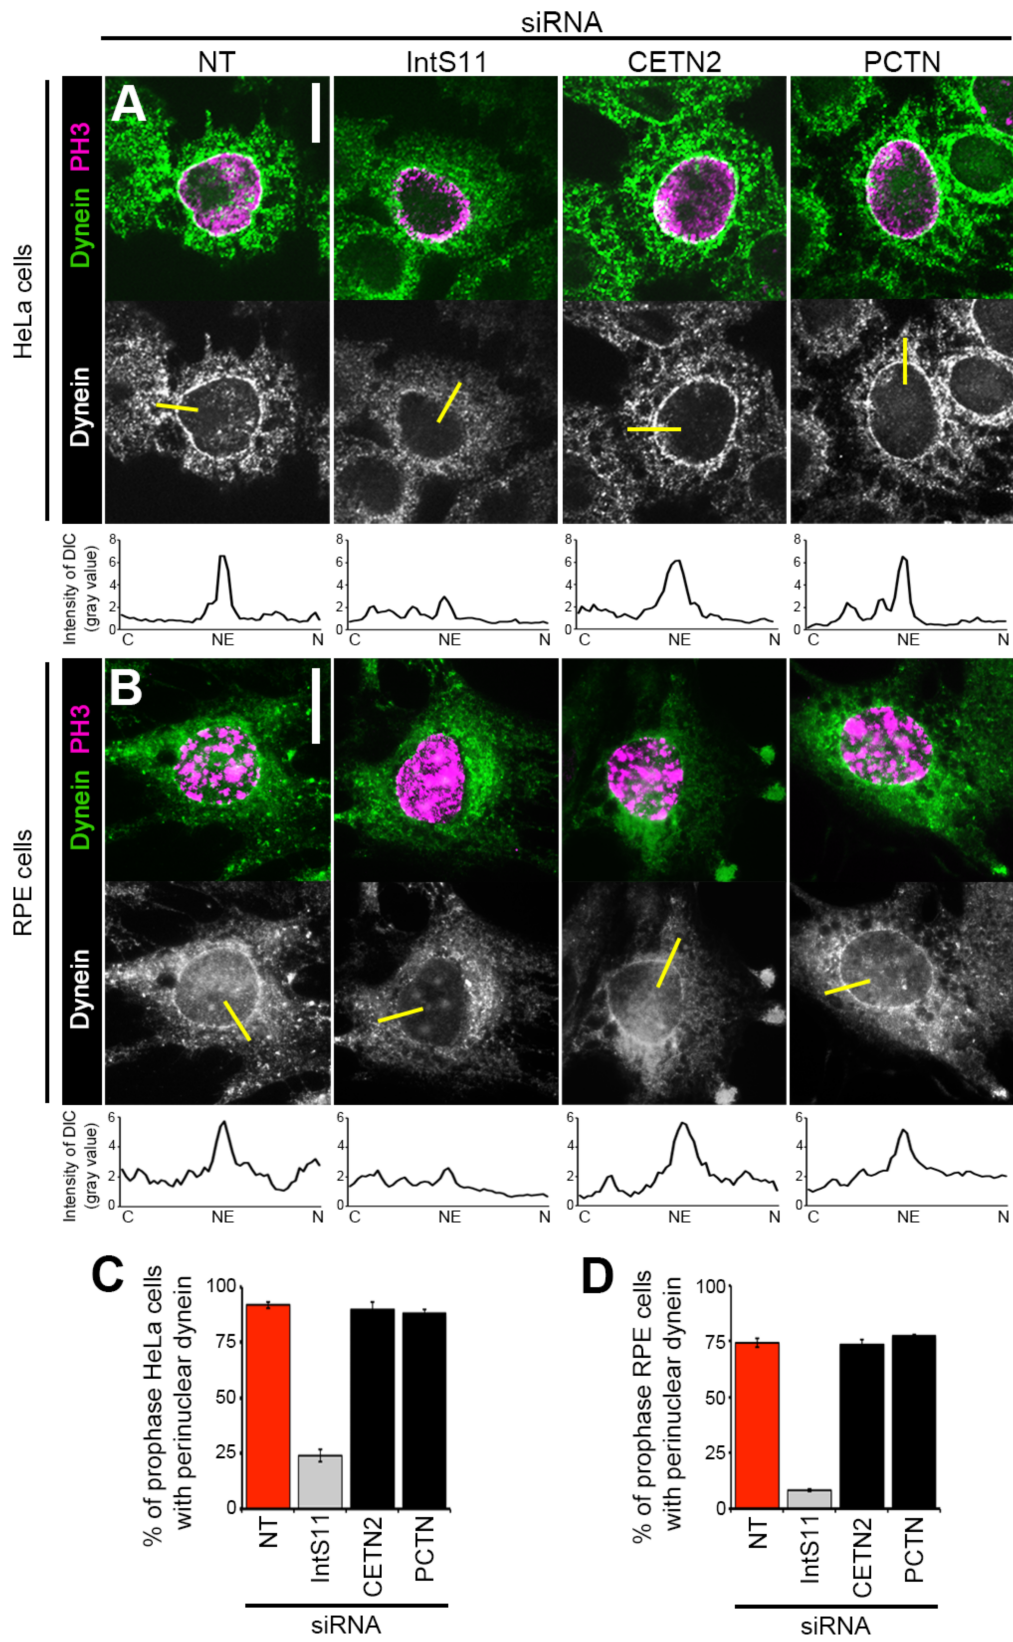 siRNA
NT IntS11 CETN2 PCTN
HeLa cells
A
Dynein PH3
Dynein
Intensity of DIC
(gray value)
8 8 8 8
6 6 6 6
4 4 4 4
2 2 2 2
0 0 0 0
C NE N C NE N C NE N C NE N
RPE cells
B
Dynein PH3
Dynein
Intensity of DIC
(gray value)
6 6 6 6
4 4 4 4
2 2 2 2
0 0 0 0
C NE N C NE N C NE N C NE N
C
% of prophase HeLa cells
with perinuclear dynein
100
75
50
25
0
NT IntS11 CETN2 PCTN
siRNA
D
% of prophase RPE cells
with perinuclear dynein
100
75
50
25
0
NT IntS11 CETN2 PCTN
siRNA